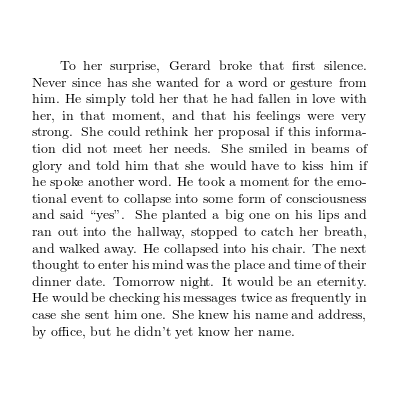 To her surprise, Gerard broke that first silence.
Never since has she wanted for a word or gesture from
him. He simply told her that he had fallen in love with
her, in that moment, and that his feelings were very
strong. She could rethink her proposal if this informa-
tion did not meet her needs. She smiled in beams of
glory and told him that she would have to kiss him if
he spoke another word. He took a moment for the emo-
tional event to collapse into some form of consciousness
and said “yes”. She planted a big one on his lips and
ran out into the hallway, stopped to catch her breath,
and walked away. He collapsed into his chair. The next
thought to enter his mind was the place and time of their
dinner date. Tomorrow night. It would be an eternity.
He would be checking his messages twice as frequently in
case she sent him one. She knew his name and address,
by office, but he didn’t yet know her name.